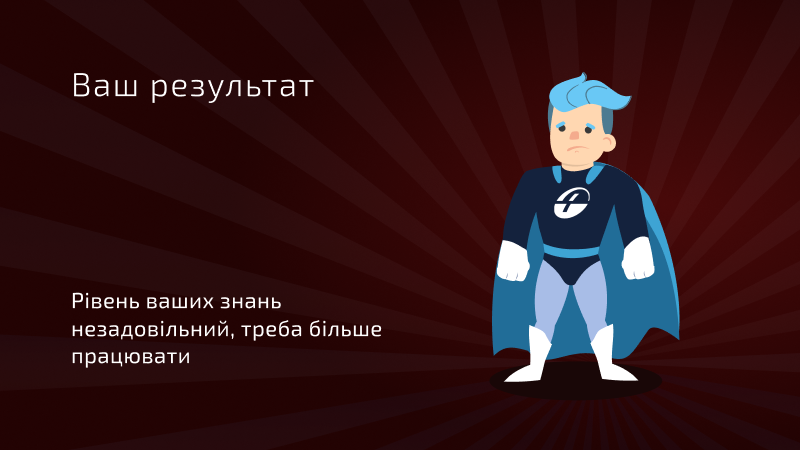 Ваш результат
Рівень ваших знань
незадовільний, треба більше
працювати